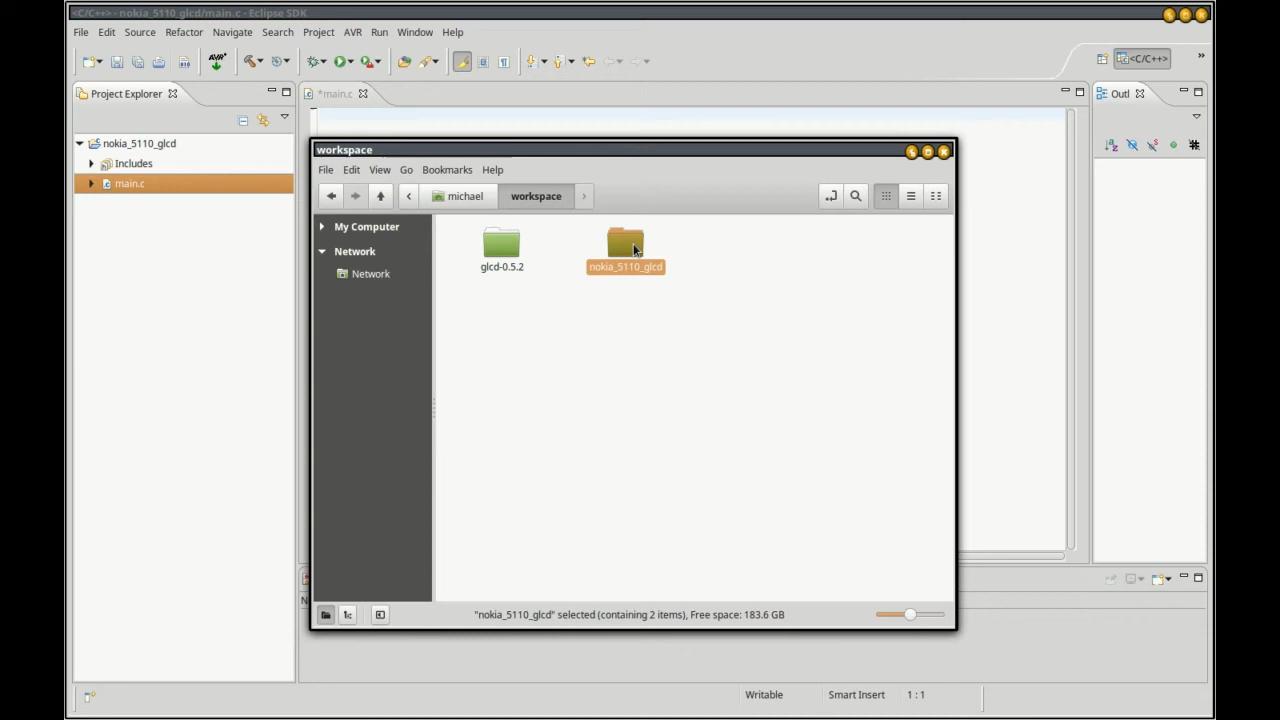 <C/C++> - nokia_5110_glcd/main.c - Eclipse SDK
File Edit Source Refactor Navigate Search Project AVR Run Window Help
AVR
<C/C++>
»
Project Explorer
*main.c
Outl
nokia_5110_glcd
Includes
main.c
workspace
File Edit View Go Bookmarks Help
michael
workspace
My Computer
Network
Network
glcd-0.5.2
nokia_5110_glcd
"nokia_5110_glcd" selected (containing 2 items), Free space: 183.6 GB
Writable
Smart Insert
1 : 1